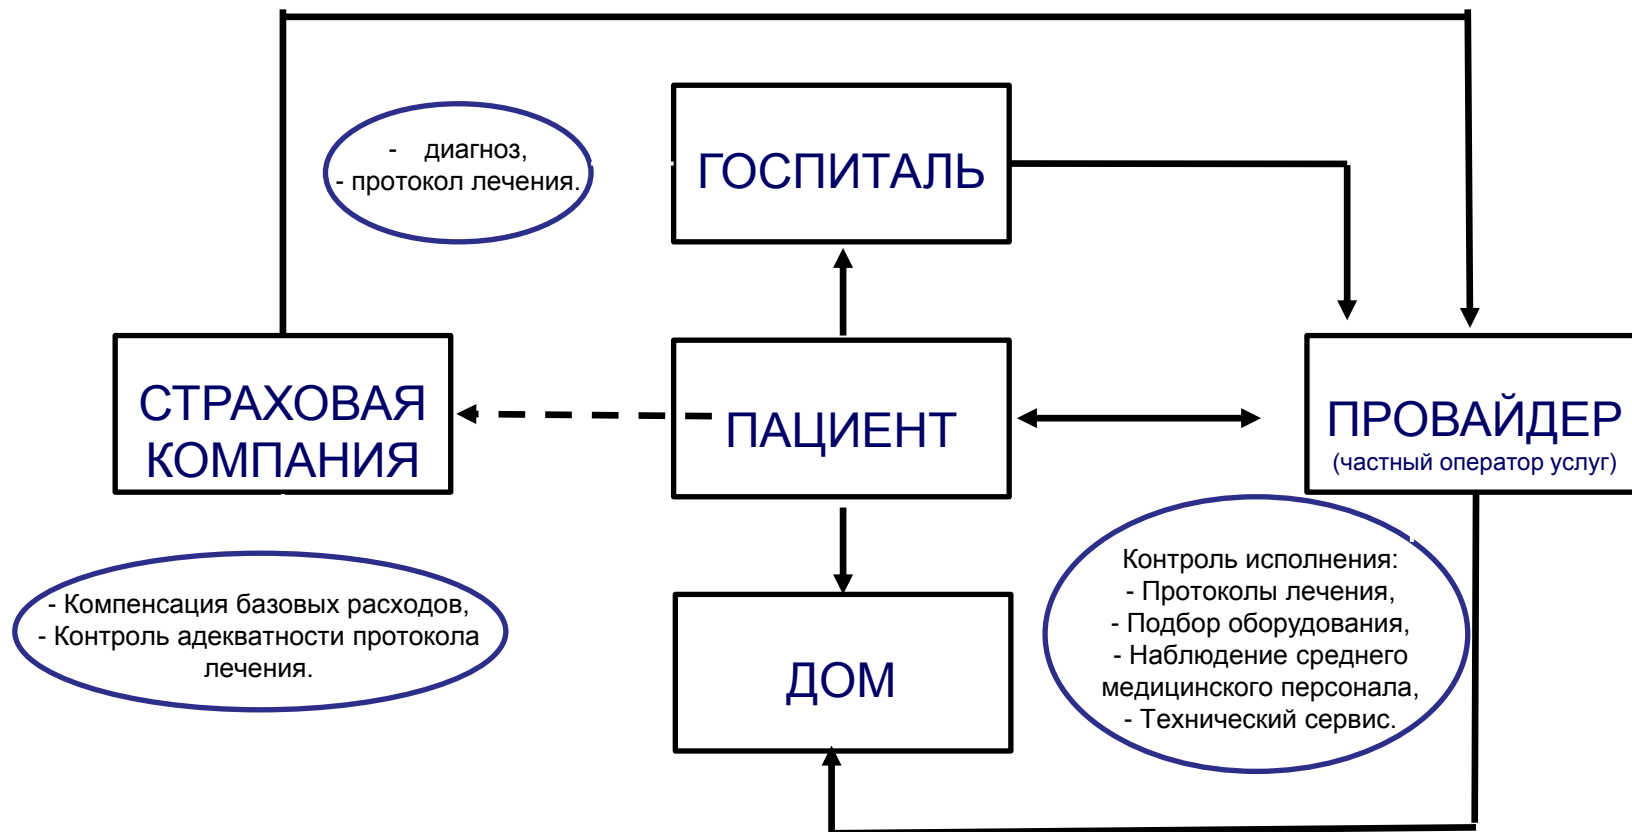 - диагноз,
- протокол лечения.
ГОСПИТАЛЬ
СТРАХОВАЯ
КОМПАНИЯ
ПАЦИЕНТ
ПРОВАЙДЕР
(частный оператор услуг)
- Компенсация базовых расходов,
- Контроль адекватности протокола
лечения.
ДОМ
Контроль исполнения:
- Протоколы лечения,
- Подбор оборудования,
- Наблюдение среднего
медицинского персонала,
- Технический сервис.